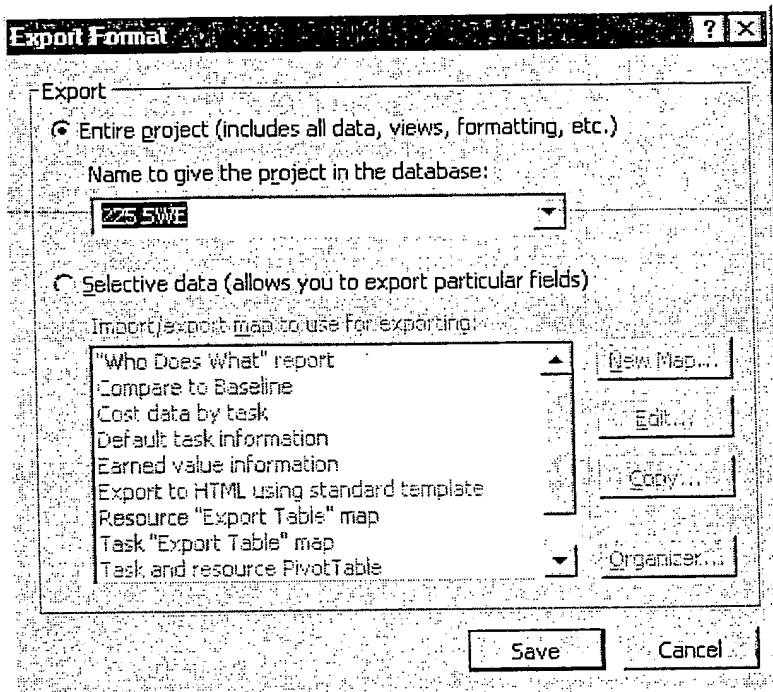 Export Format
Export
Entire project (includes all data, views, formatting, etc.)
Name to give the project in the database:
225 SWE
Selective data (allows you to export particular fields)
Import/export map to use for exporting:
"Who Does What" report
Compare to Baseline
Cost data by task
Default task information
Earned value information
Export to HTML using standard template
Resource "Export Table" map
Task "Export Table" map
Task and resource PivotTable
New Map...
Edit...
Copy...
Organizer...
Save
Cancel